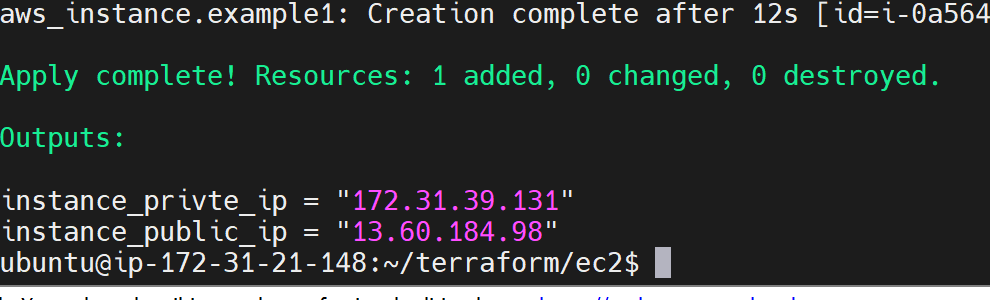 aws_instance.example1: Creation complete after 12s [id=i-0a564
Apply complete! Resources: 1 added, 0 changed, 0 destroyed.
Outputs:
instance_privte_ip = "172.31.39.131"
instance_public_ip = "13.60.184.98"
ubuntu@ip-172-31-21-148:~/terraform/ec2$